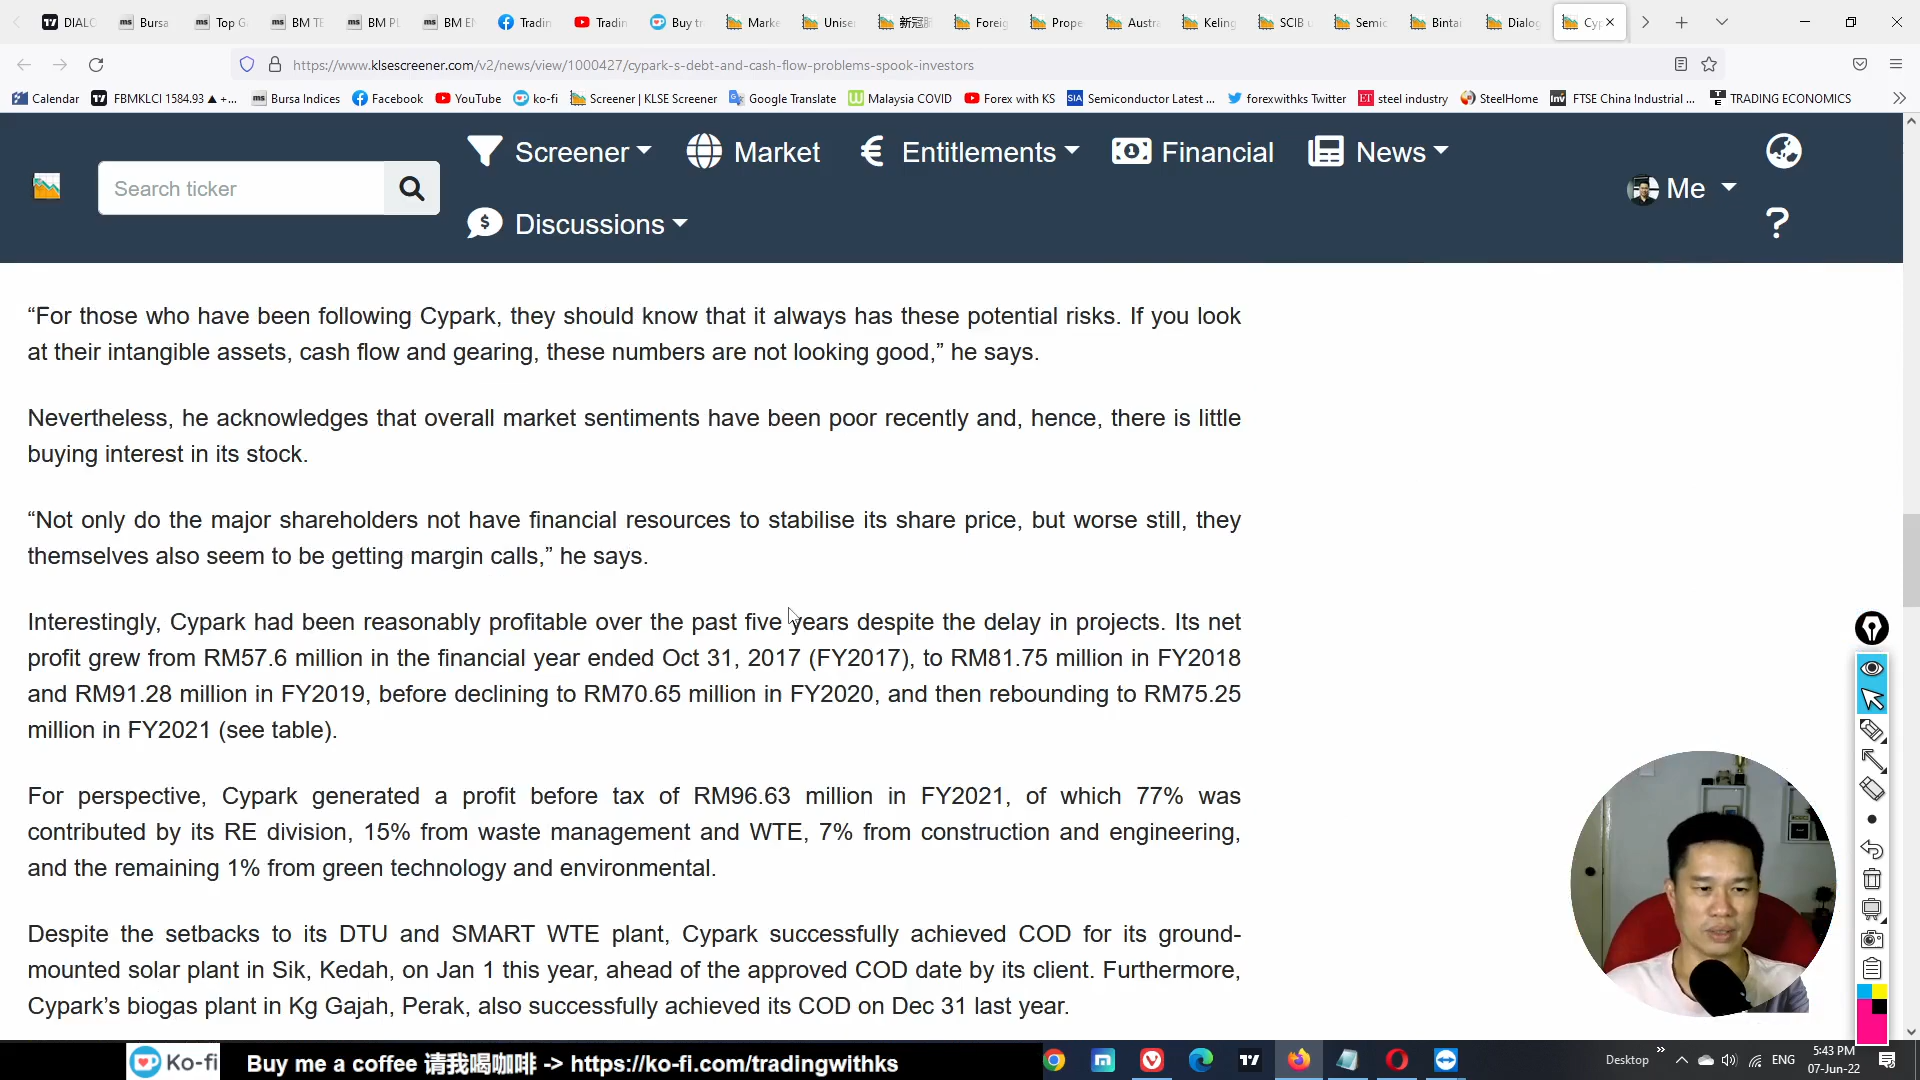 DIALO
Bursa
Top G
BM TE
BM PL
BM EN
Tradin
Tradin
Buy tr
Marke
Unise
新冠
Foreig
Prope
Austra
Keling
SCIB u
Semic
Bintai
Dialog
Cyp
https://www.klsescreener.com/v2/news/view/1000427/cypark-s-debt-and-cash-flow-problems-spook-investors
Calendar
FBMKLCI 1584.93 ▲ +...
Bursa Indices
Facebook
YouTube
ko-fi
Screener | KLSE Screener
Google Translate
Malaysia COVID
Forex with KS
Semiconductor Latest ...
forexwithks Twitter
steel industry
SteelHome
FTSE China Industrial ...
TRADING ECONOMICS
Screener
Market
Entitlements
Financial
News
Search ticker
Me
Discussions
“For those who have been following Cypark, they should know that it always has these potential risks. If you look
at their intangible assets, cash flow and gearing, these numbers are not looking good,” he says.
Nevertheless, he acknowledges that overall market sentiments have been poor recently and, hence, there is little
buying interest in its stock.
“Not only do the major shareholders not have financial resources to stabilise its share price, but worse still, they
themselves also seem to be getting margin calls,” he says.
Interestingly, Cypark had been reasonably profitable over the past five years despite the delay in projects. Its net
profit grew from RM57.6 million in the financial year ended Oct 31, 2017 (FY2017), to RM81.75 million in FY2018
and RM91.28 million in FY2019, before declining to RM70.65 million in FY2020, and then rebounding to RM75.25
million in FY2021 (see table).
For perspective, Cypark generated a profit before tax of RM96.63 million in FY2021, of which 77% was
contributed by its RE division, 15% from waste management and WTE, 7% from construction and engineering,
and the remaining 1% from green technology and environmental.
Despite the setbacks to its DTU and SMART WTE plant, Cypark successfully achieved COD for its ground-
mounted solar plant in Sik, Kedah, on Jan 1 this year, ahead of the approved COD date by its client. Furthermore,
Cypark’s biogas plant in Kg Gajah, Perak, also successfully achieved its COD on Dec 31 last year.
Ko-fi
Buy me a coffee 请我喝咖啡 -> https://ko-fi.com/tradingwithks
Desktop
ENG
5:43 PM
07-Jun-22